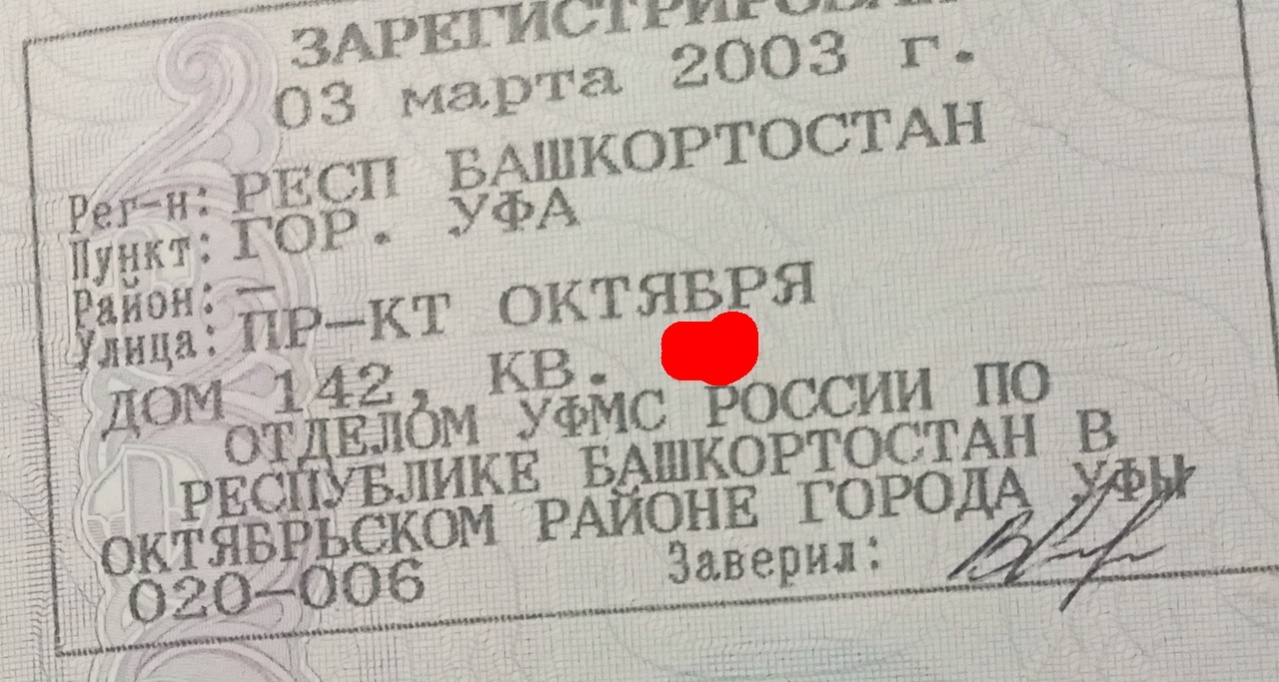 ЗАРЕГИСТРИРОВАН
03 марта 2003 г.
Рег-н: РЕСП БАШКОРТОСТАН
Пункт: ГОР. УФА
Район: —
Улица: ПР-КТ ОКТЯБРЯ
ДОМ 142, КВ.
ОТДЕЛОМ УФМС РОССИИ ПО
РЕСПУБЛИКЕ БАШКОРТОСТАН В
ОКТЯБРЬСКОМ РАЙОНЕ ГОРОДА УФЫ
020-006 Заверил: